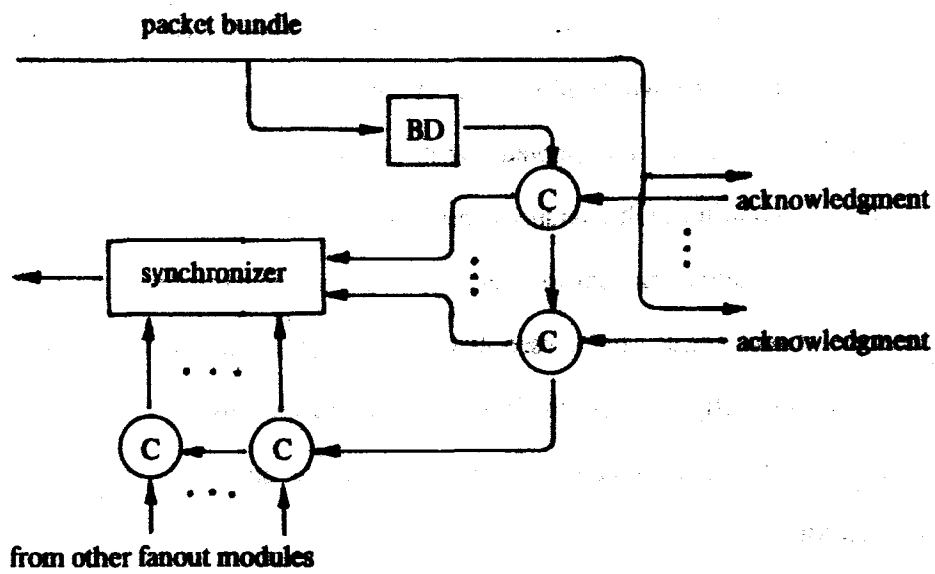 packet bundle
BD
C
acknowledgment
synchronizer
C
acknowledgment
C
C
from other fanout modules